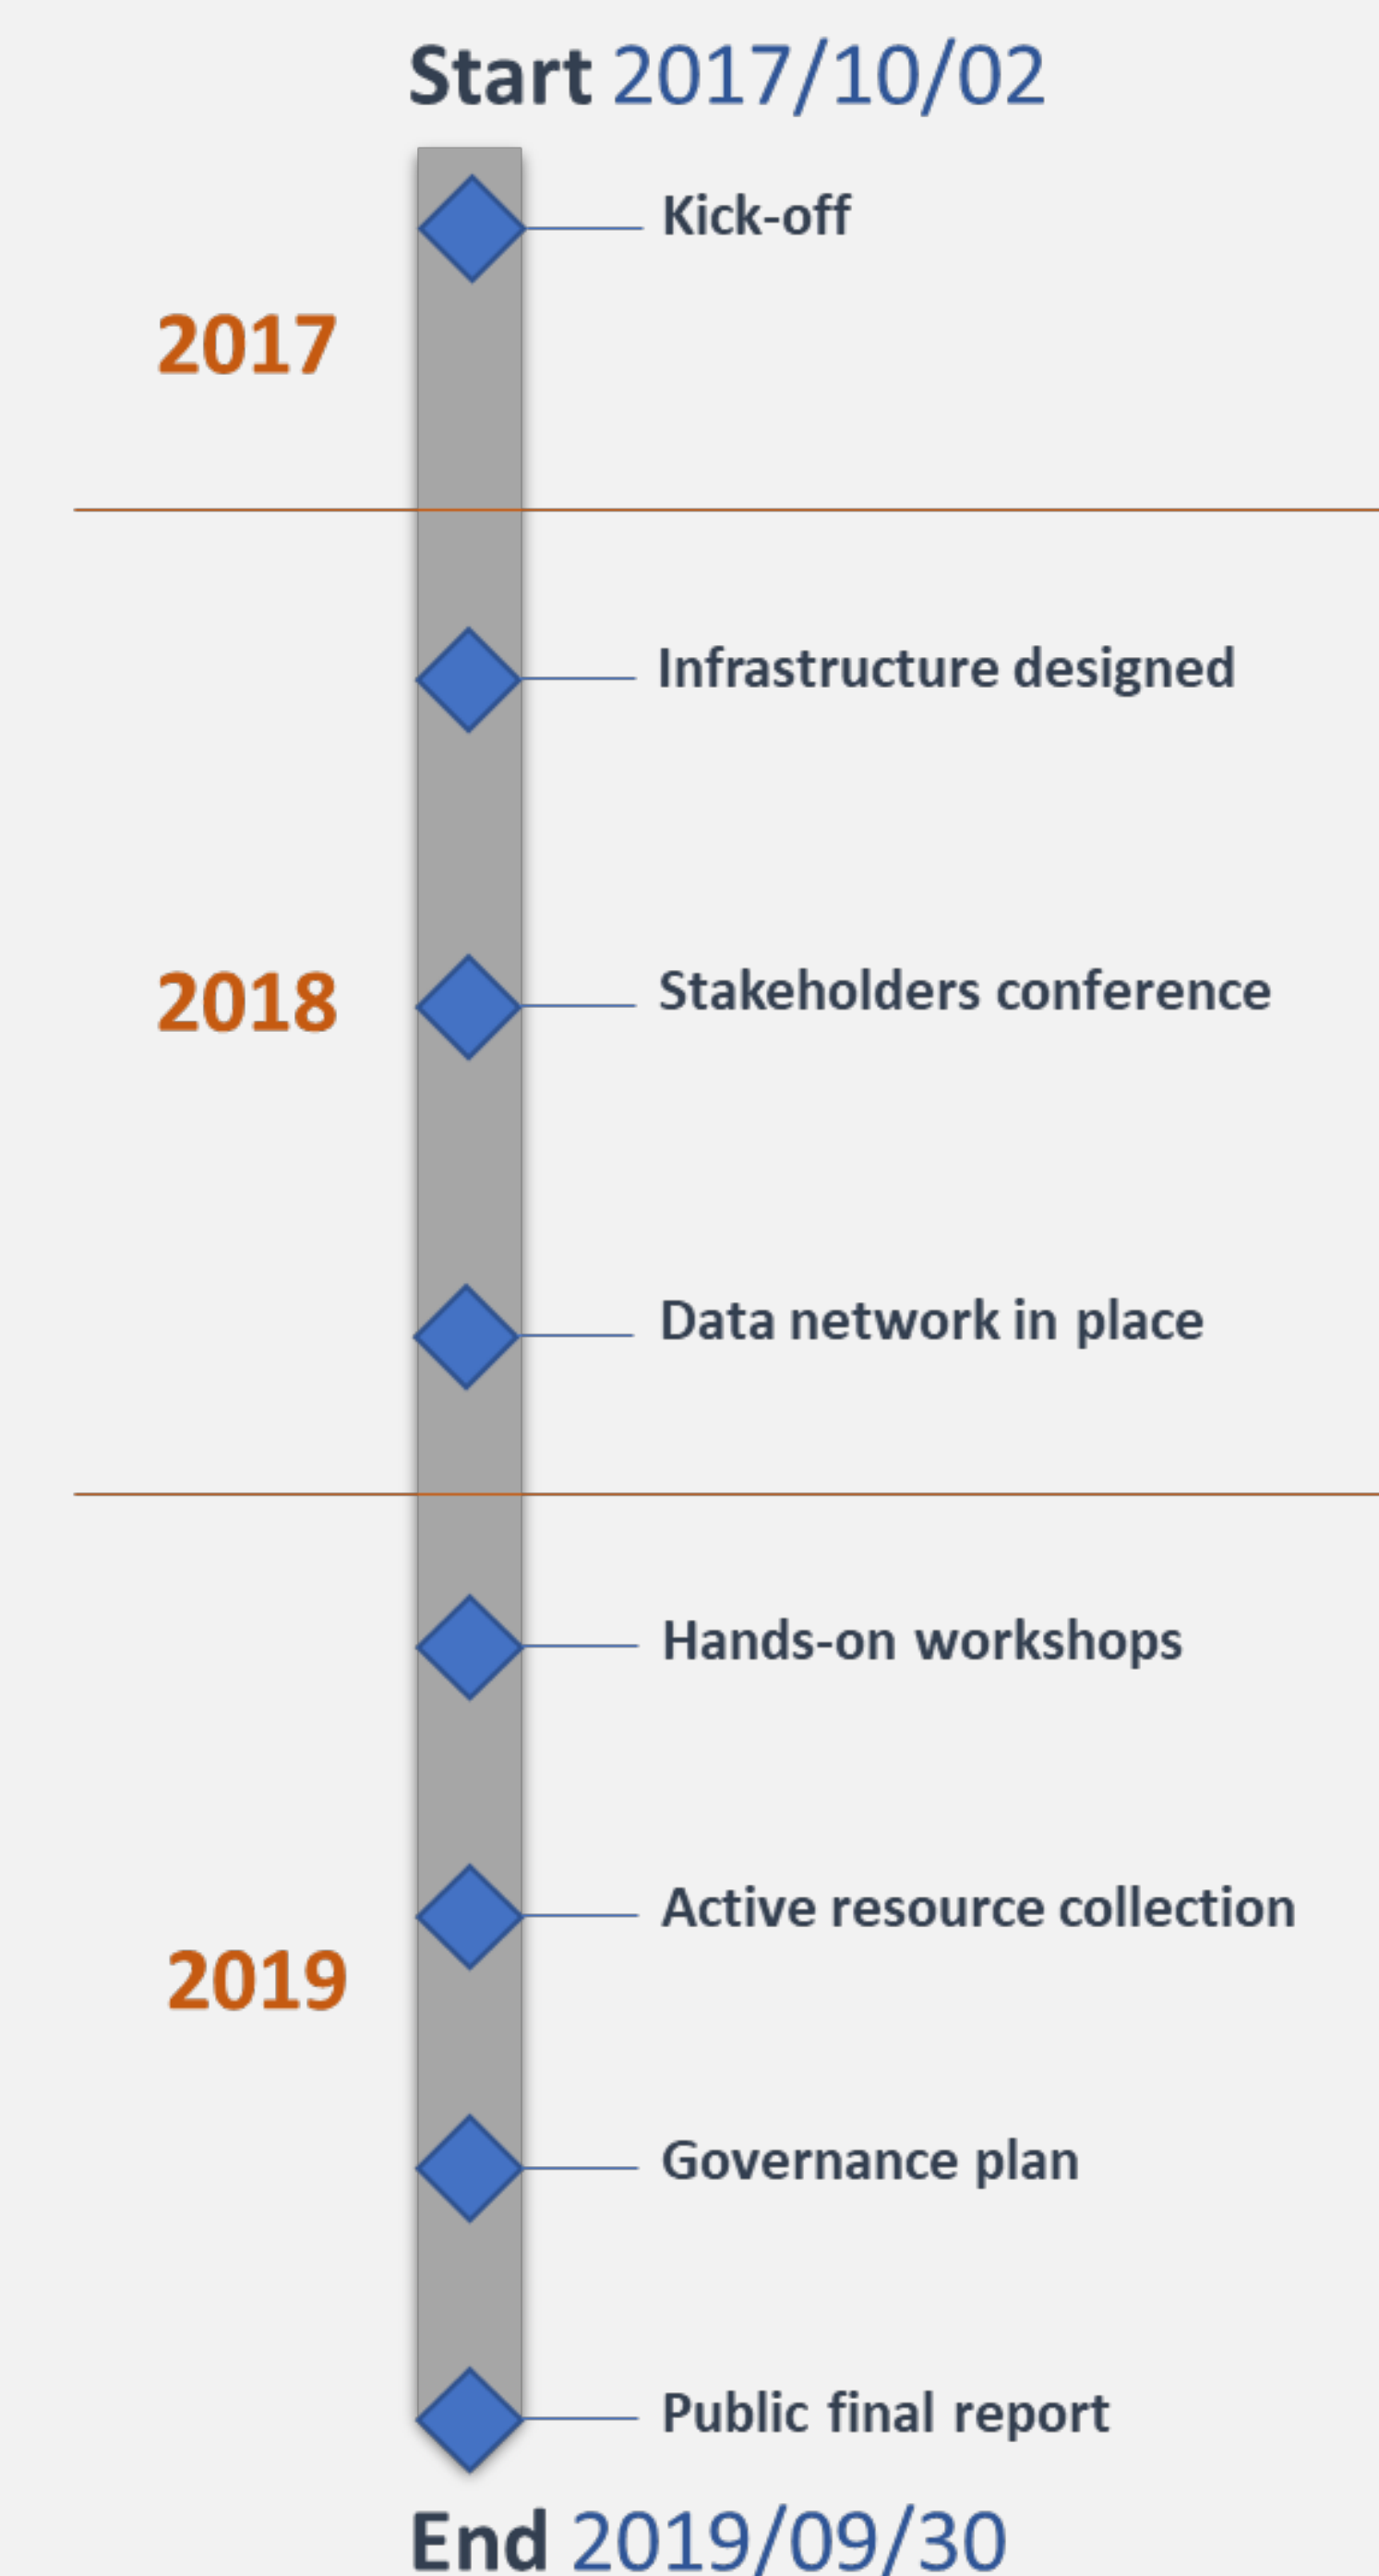 Start 2017/10/02
Kick-off
2017
Infrastructure designed
Stakeholders conference
2018
Data network in place
Hands-on workshops
Active resource collection
2019
Governance plan
Public final report
End 2019/09/30